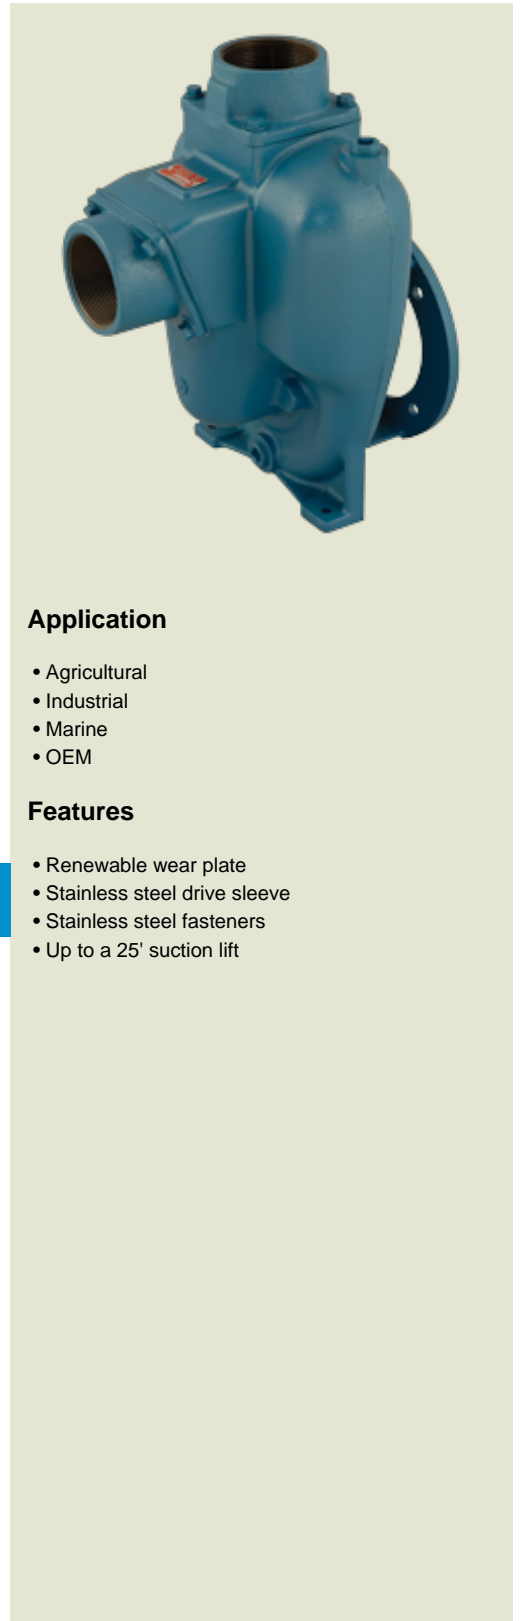 Application
• Agricultural
• Industrial
• Marine
• OEM
Features
• Renewable wear plate
• Stainless steel drive sleeve
• Stainless steel fasteners
• Up to a 25' suction lift